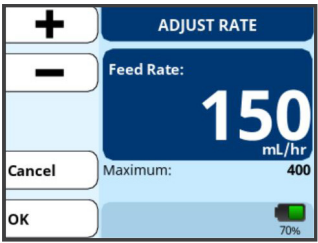 +
ADJUST RATE
−
Feed Rate:
150
mL/hr
Cancel
Maximum: 400
OK
70%